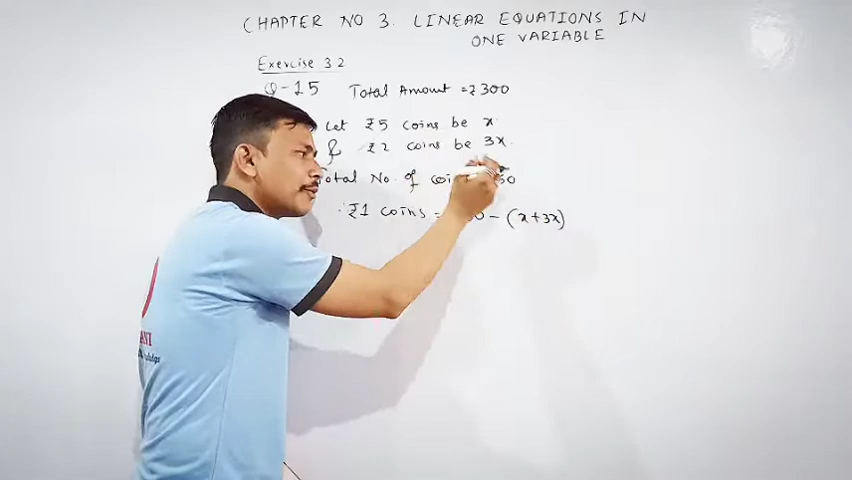 CHAPTER NO 3. LINEAR EQUATIONS IN
ONE VARIABLE
Exercise 3.2
Q-15 Total Amount = ₹300
Let ₹5 coins be x
& ₹2 coins be 3x.
Total No. of
∴ ₹1 coins = - (x+3x)